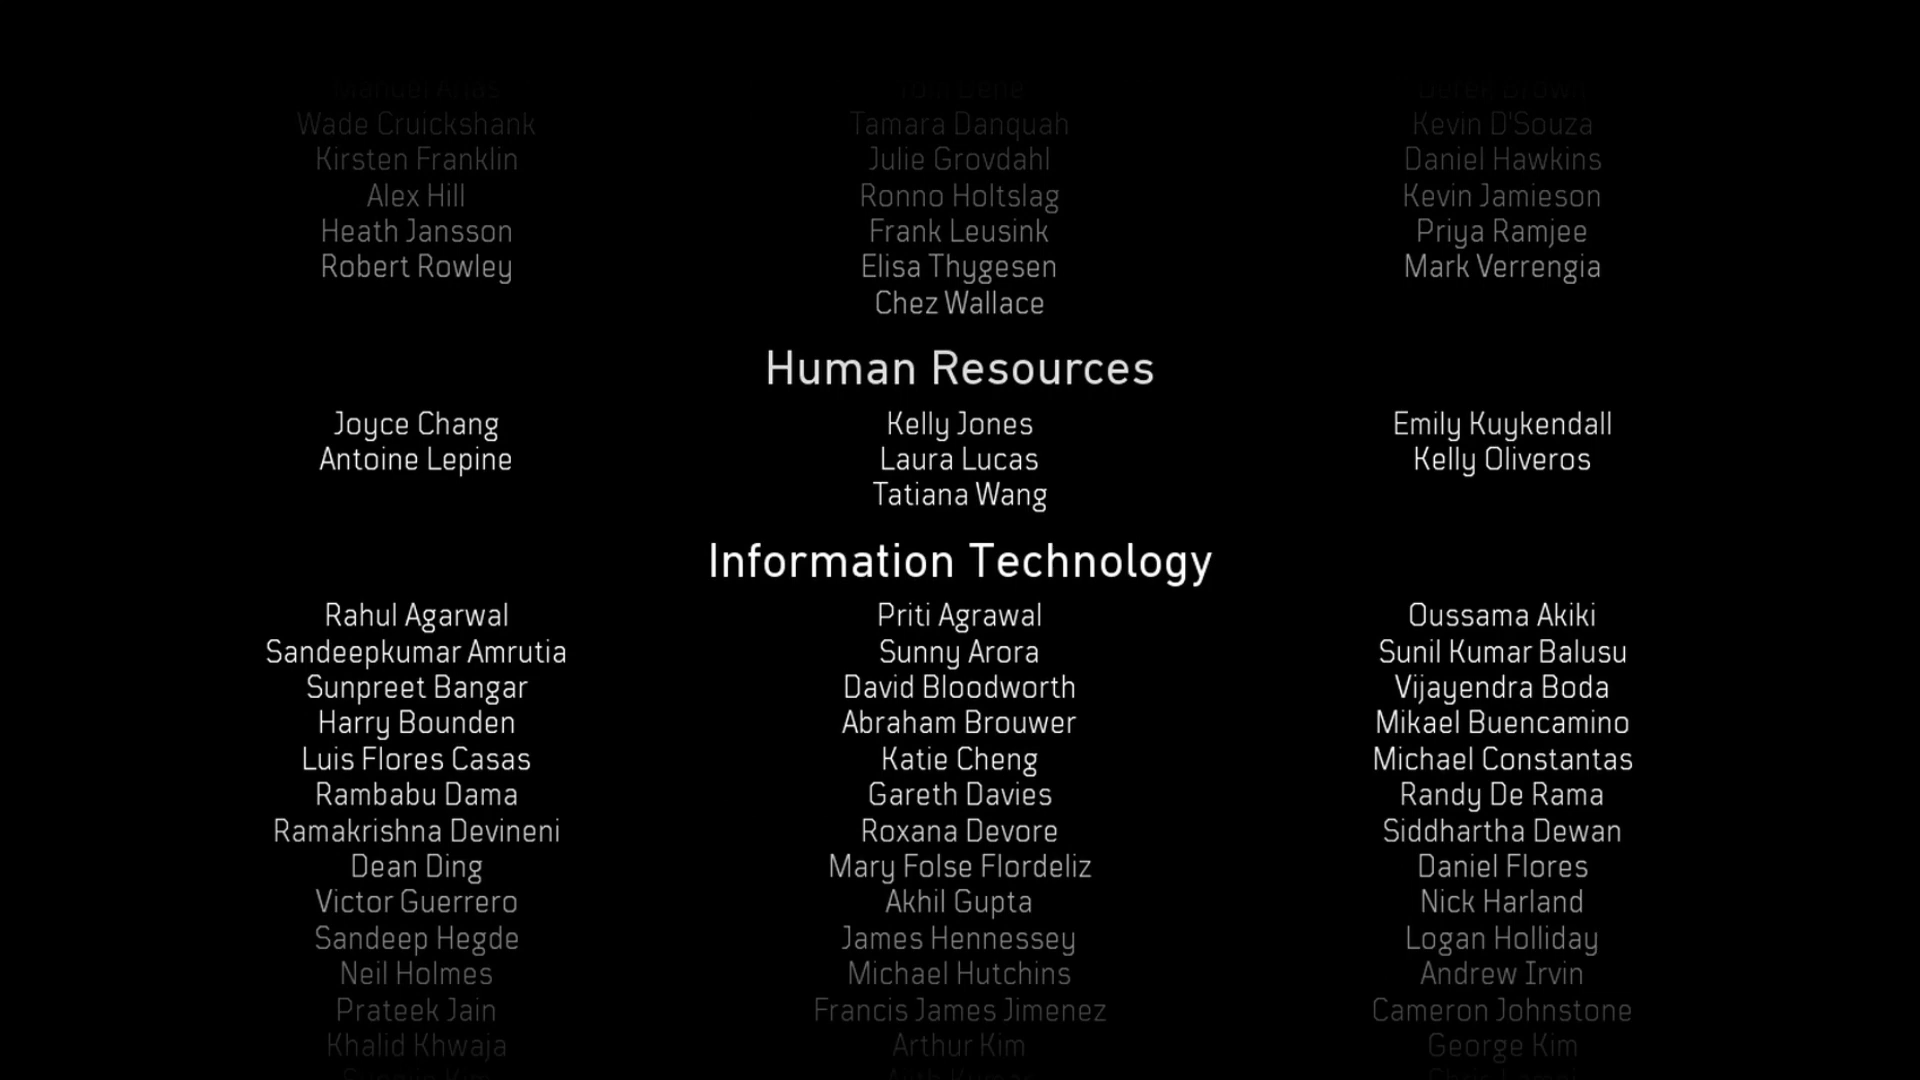 Manuel Arias Tom Dene Derek Brown
Wade Cruickshank Tamara Danquah Kevin D'Souza
Kirsten Franklin Julie Grovdahl Daniel Hawkins
Alex Hill Ronno Holtslag Kevin Jamieson
Heath Jansson Frank Leusink Priya Ramjee
Robert Rowley Elisa Thygesen Mark Verrengia
Chez Wallace
Human Resources
Joyce Chang Kelly Jones Emily Kuykendall
Antoine Lepine Laura Lucas Kelly Oliveros
Tatiana Wang
Information Technology
Rahul Agarwal Priti Agrawal Oussama Akiki
Sandeepkumar Amrutia Sunny Arora Sunil Kumar Balusu
Sunpreet Bangar David Bloodworth Vijayendra Boda
Harry Bounden Abraham Brouwer Mikael Buencamino
Luis Flores Casas Katie Cheng Michael Constantas
Rambabu Dama Gareth Davies Randy De Rama
Ramakrishna Devineni Roxana Devore Siddhartha Dewan
Dean Ding Mary Folse Flordeliz Daniel Flores
Victor Guerrero Akhil Gupta Nick Harland
Sandeep Hegde James Hennessey Logan Holliday
Neil Holmes Michael Hutchins Andrew Irvin
Prateek Jain Francis James Jimenez Cameron Johnstone
Khalid Khwaja Arthur Kim George Kim